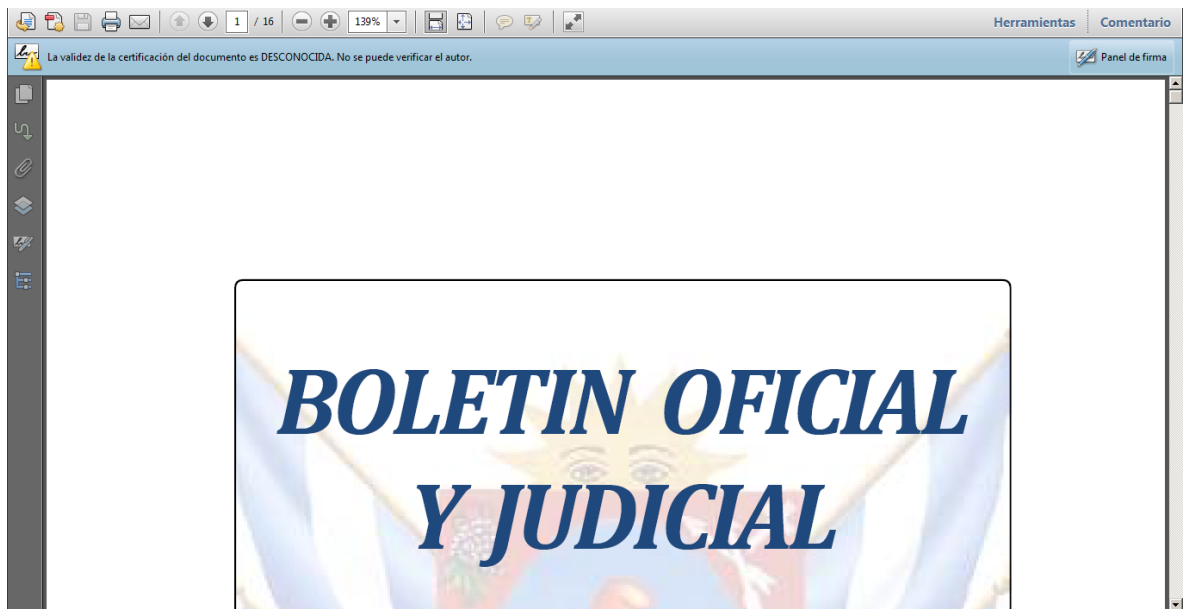 1 / 16 139% Herramientas Comentario
La validez de la certificación del documento es DESCONOCIDA. No se puede verificar el autor. Panel de firma
BOLETIN OFICIAL
Y JUDICIAL